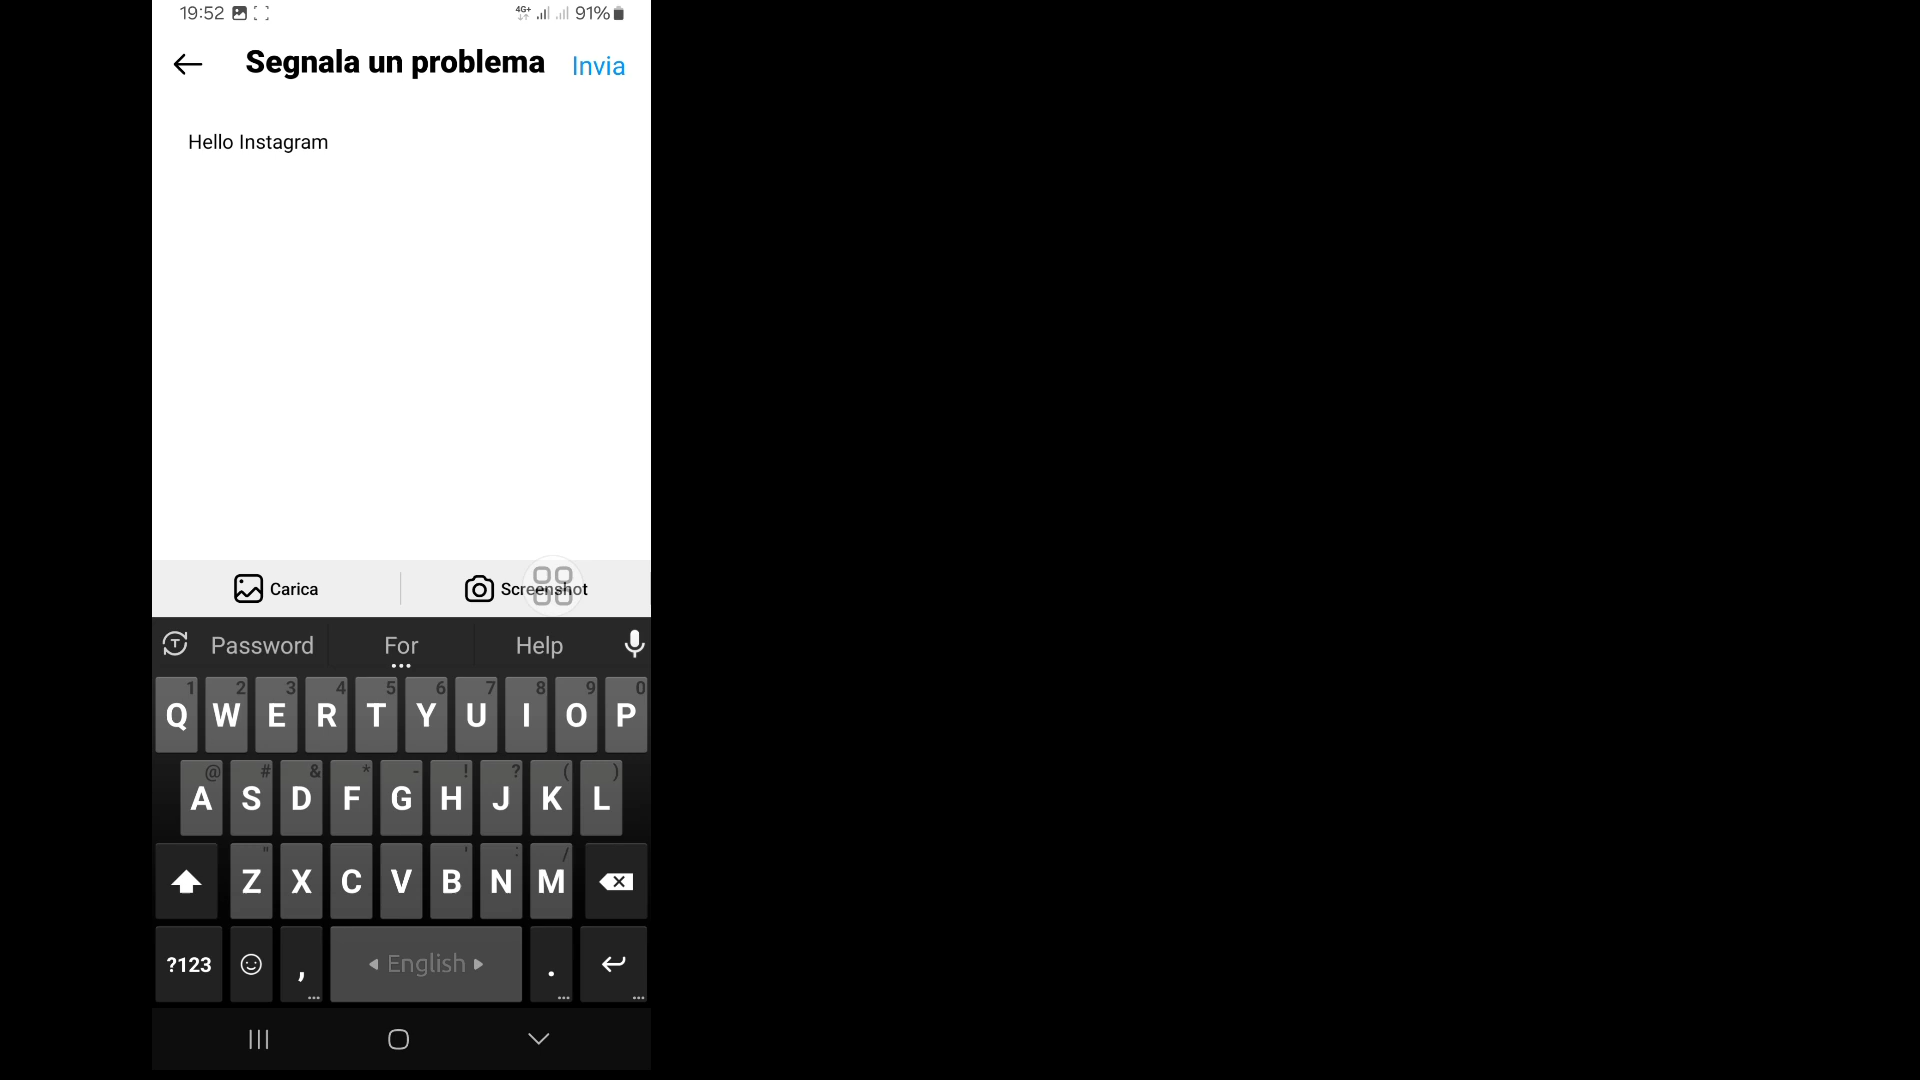 19:52 4G+ 91%
Segnala un problema Invia
Hello Instagram
Carica Screenshot
Password For Help
1 2 3 4 5 6 7 8 9 0
Q W E R T Y U I O P
@ # & * - ! ? ( )
A S D F G H J K L
" ' : /
Z X C V B N M
?123 , English .